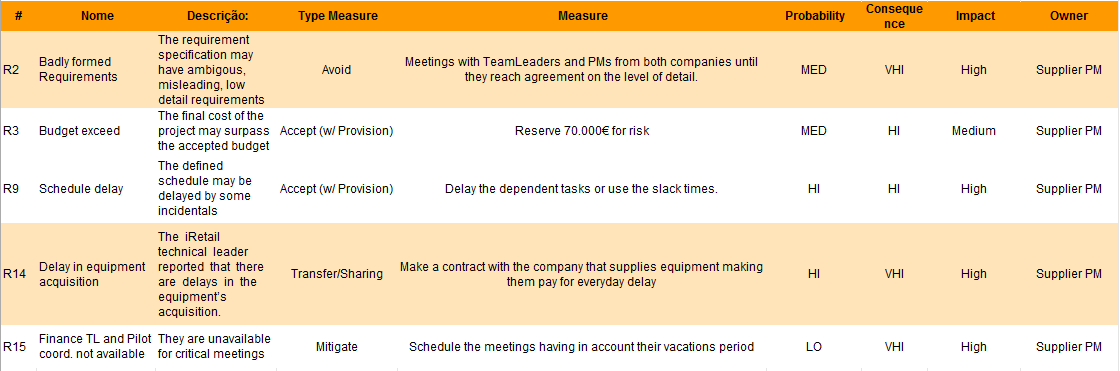 # Nome Descrição: Type Measure Measure Probability Conseque
nce Impact Owner
R2 Badly formed
Requirements
The requirement
specification may
have ambigous,
misleading, low
detail requirements
Avoid
Meetings with TeamLeaders and PMs from both companies until
they reach agreement on the level of detail.
MED VHI High Supplier PM
R3 Budget exceed
The final cost of the
project may surpass
the accepted budget
Accept (w/ Provision) Reserve 70.000€ for risk MED HI Medium Supplier PM
R9 Schedule delay
The defined
schedule may be
delayed by some
incidentals
Accept (w/ Provision) Delay the dependent tasks or use the slack times. HI HI High Supplier PM
R14 Delay in equipment
acquisition
The iRetail
technical leader
reported that there
are delays in the
equipment's
acquisition.
Transfer/Sharing
Make a contract with the company that supplies equipment making
them pay for everyday delay
HI VHI High Supplier PM
R15 Finance TL and Pilot
coord. not available
They are unavailable
for critical meetings
Mitigate Schedule the meetings having in account their vacations period LO VHI High Supplier PM